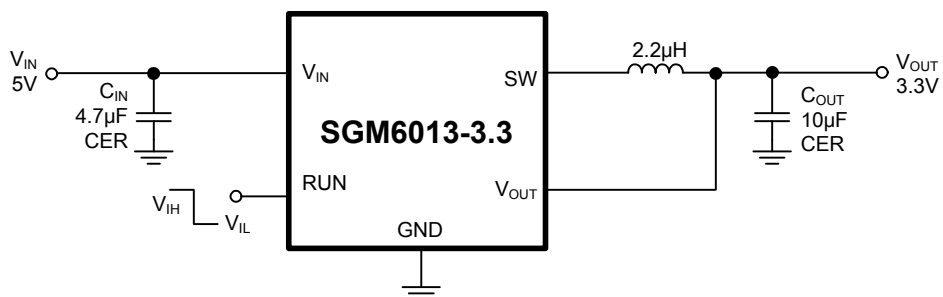 V_IN
5V
C_IN
4.7µF
CER
V_IN
SW
2.2µH
V_OUT
3.3V
C_OUT
10µF
CER
SGM6013-3.3
RUN
V_IH
V_IL
V_OUT
GND